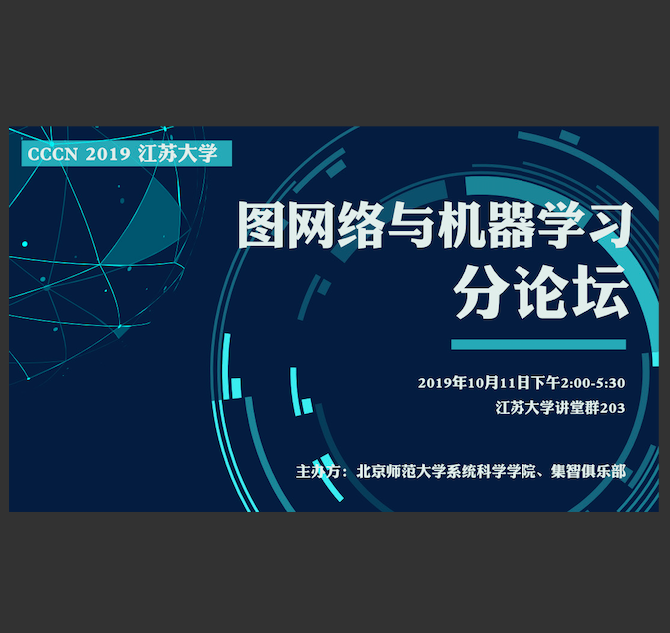 CCCN 2019 江苏大学
图网络与机器学习
分论坛
2019年10月11日下午2:00-5:30
江苏大学讲堂群203
主办方：北京师范大学系统科学学院、集智俱乐部